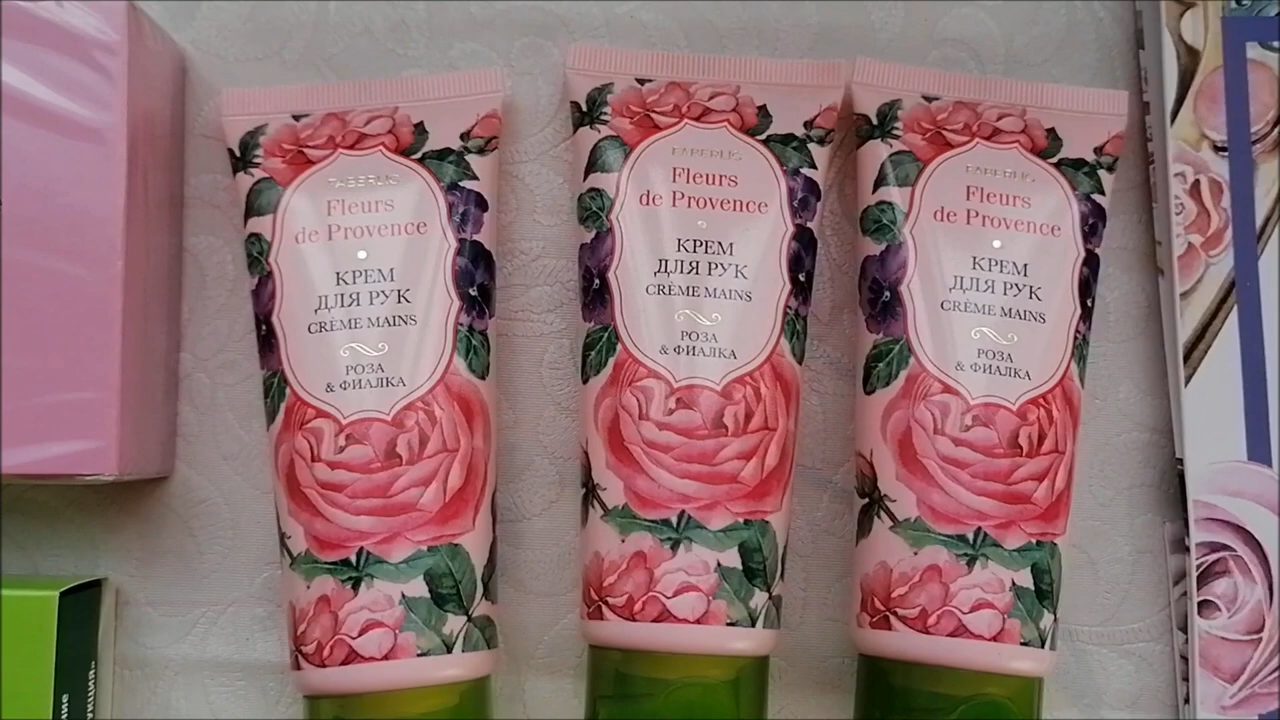 FABERLIC
Fleurs
de Provence
КРЕМ
ДЛЯ РУК
CRÈME MAINS
РОЗА
& ФИАЛКА
FABERLIC
Fleurs
de Provence
КРЕМ
ДЛЯ РУК
CRÈME MAINS
РОЗА
& ФИАЛКА
FABERLIC
Fleurs
de Provence
КРЕМ
ДЛЯ РУК
CRÈME MAINS
РОЗА
& ФИАЛКА